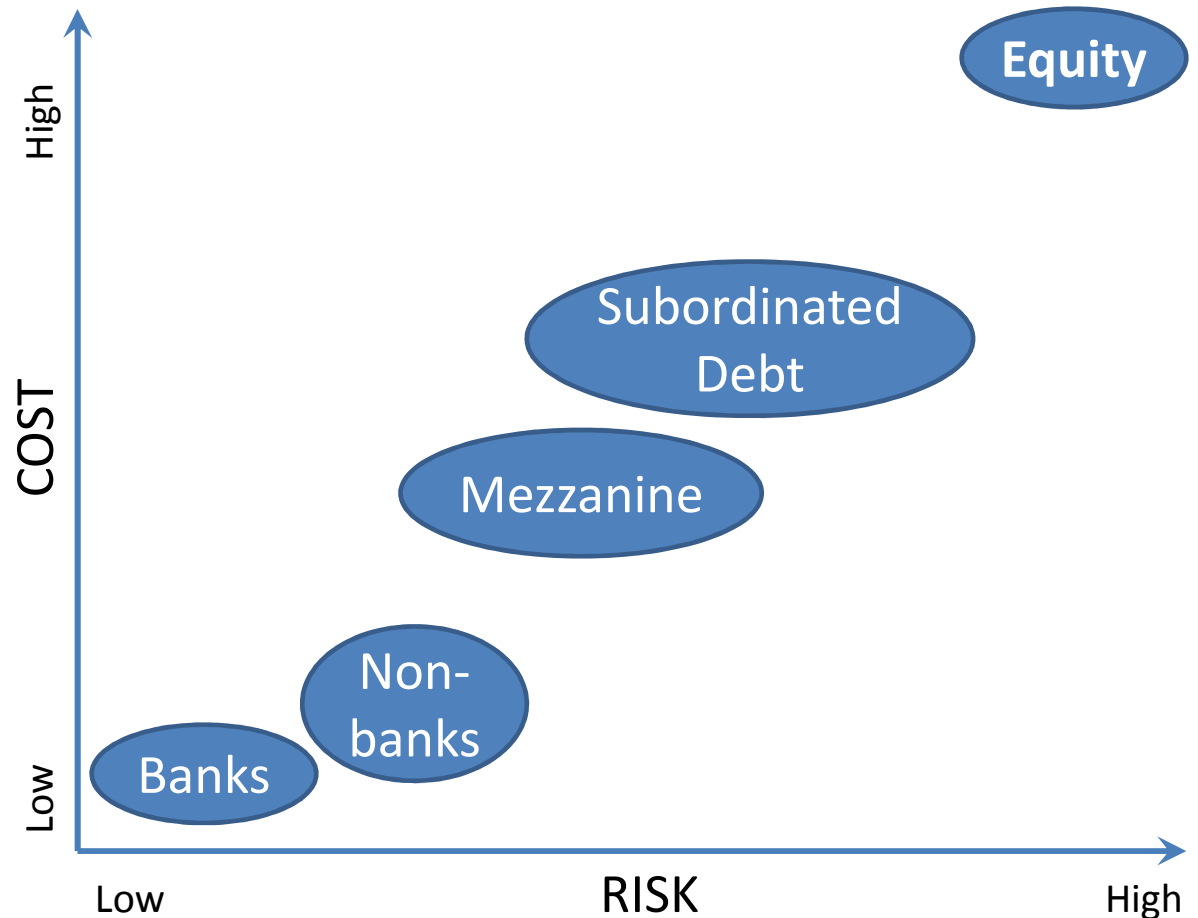 High
Equity
Subordinated
Debt
COST
Mezzanine
Non-
banks
Banks
Low
Low
RISK
High